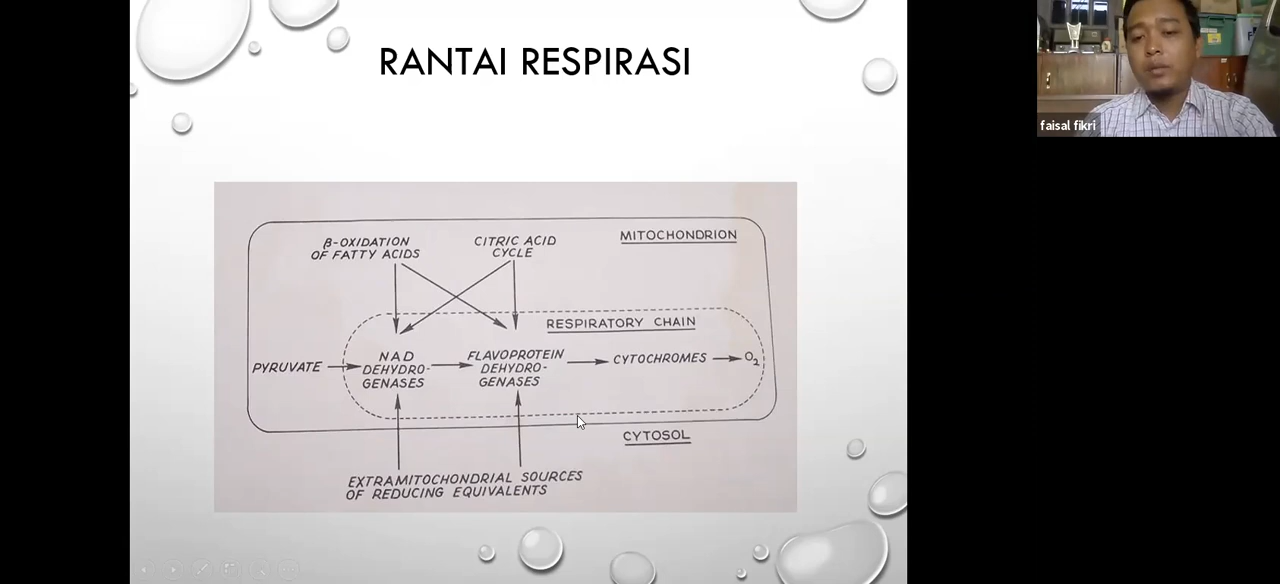 RANTAI RESPIRASI
faisal fikri
β-OXIDATION
OF FATTY ACIDS
CITRIC ACID
CYCLE
MITOCHONDRION
RESPIRATORY CHAIN
PYRUVATE
NAD
DEHYDRO-
GENASES
FLAVOPROTEIN
DEHYDRO-
GENASES
CYTOCHROMES
O₂
CYTOSOL
EXTRAMITOCHONDRIAL SOURCES
OF REDUCING EQUIVALENTS